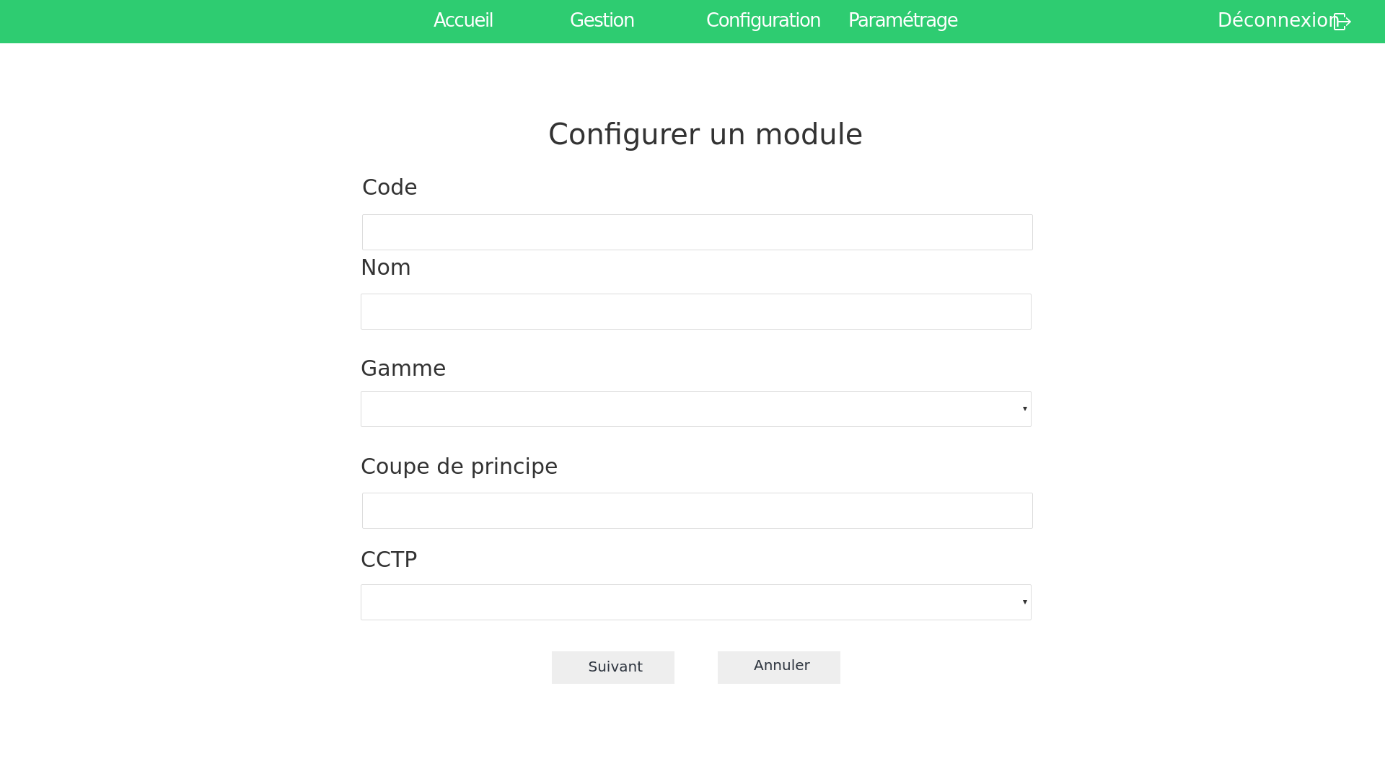 Accueil Gestion Configuration Paramétrage Déconnexion
Configurer un module
Code
Nom
Gamme
Coupe de principe
CCTP
Suivant Annuler